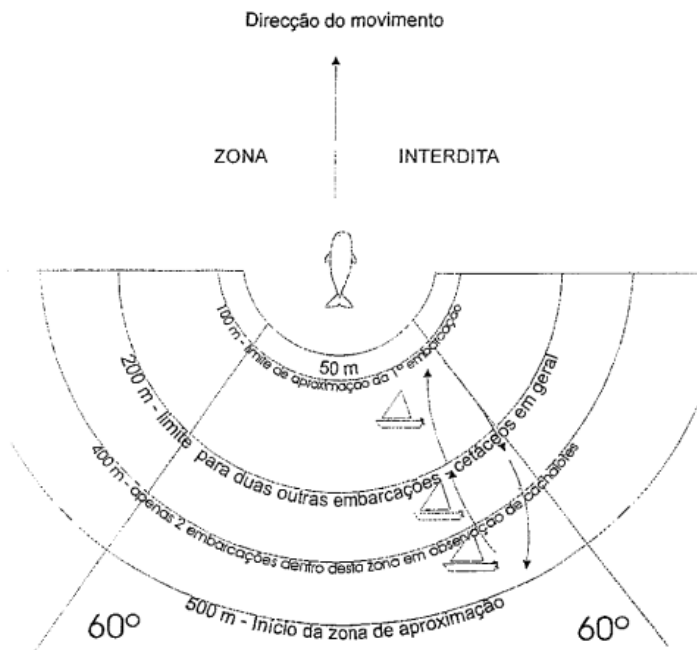 Direcção do movimento
ZONA INTERDITA
50 m
100 m - limite de aproximação da 1ª embarcação
200 m - limite para duas outras embarcações - cetáceos em geral
400 m - apenas 2 embarcações dentro desta zona em observação de cachalotes
500 m - Início da zona de aproximação
60º 60º